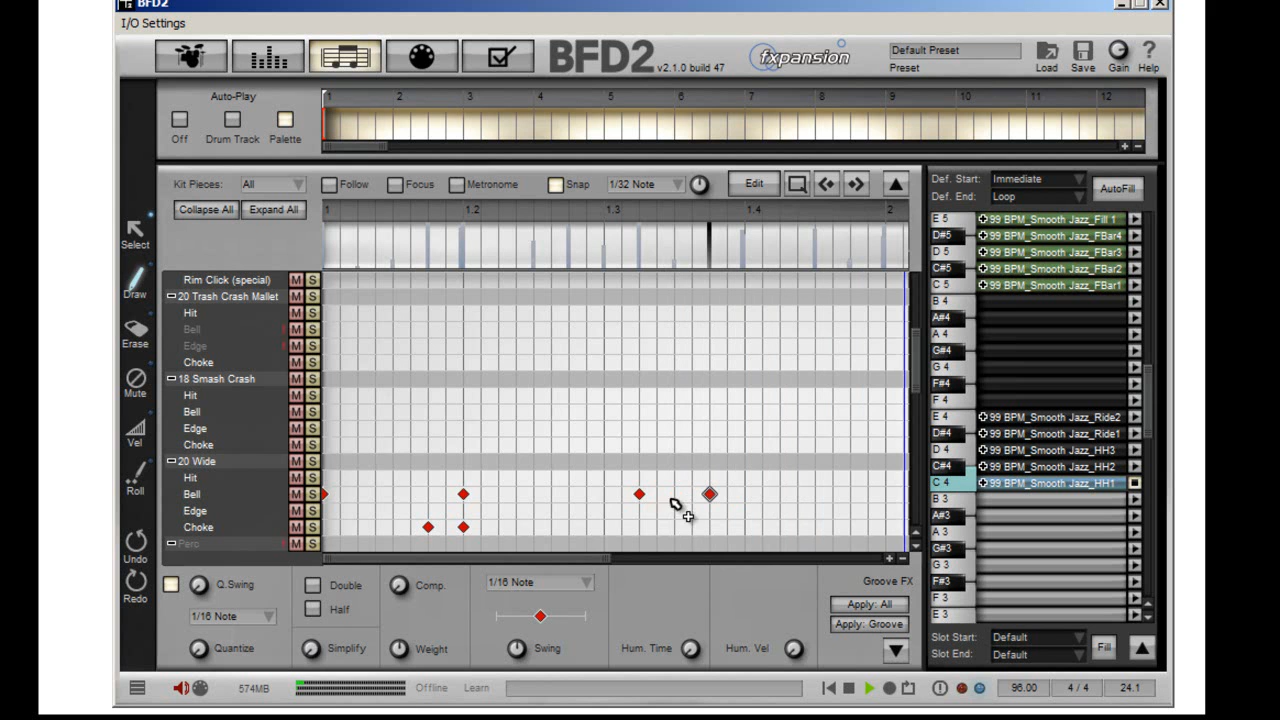 BFD2
I/O Settings
BFD2 v2.1.0 build 47
fxpansion
Default Preset
Preset
Load Save Gain Help
Auto-Play
Off Drum Track Palette
1 2 3 4 5 6 7 8 9 10 11 12
Kit Pieces: All Follow Focus Metronome Snap 1/32 Note Edit
Collapse All Expand All
1 1.2 1.3 1.4 2
Def. Start: Immediate
Def. End: Loop
AutoFill
Select
Draw
Erase
Mute
Vel
Roll
Undo
Redo
Rim Click (special) M S
20 Trash Crash Mallet M S
Hit M S
Bell M S
Edge M S
Choke M S
18 Smash Crash M S
Hit M S
Bell M S
Edge M S
Choke M S
20 Wide M S
Hit M S
Bell M S
Edge M S
Choke M S
Perc M S
E 5 99 BPM_Smooth Jazz_Fill 1
D#5 99 BPM_Smooth Jazz_FBar4
D 5 99 BPM_Smooth Jazz_FBar3
C#5 99 BPM_Smooth Jazz_FBar2
C 5 99 BPM_Smooth Jazz_FBar1
B 4
A#4
A 4
G#4
G 4
F#4
F 4
E 4 99 BPM_Smooth Jazz_Ride2
D#4 99 BPM_Smooth Jazz_Ride1
D 4 99 BPM_Smooth Jazz_HH3
C#4 99 BPM_Smooth Jazz_HH2
C 4 99 BPM_Smooth Jazz_HH1
B 3
A#3
A 3
G#3
G 3
F#3
F 3
E 3
Q.Swing
1/16 Note
Quantize
Double
Half
Simplify
Comp.
Weight
1/16 Note
Swing
Hum. Time
Hum. Vel
Groove FX
Apply: All
Apply: Groove
Slot Start: Default
Slot End: Default
Fill
574MB Offline Learn 96.00 4 / 4 24.1